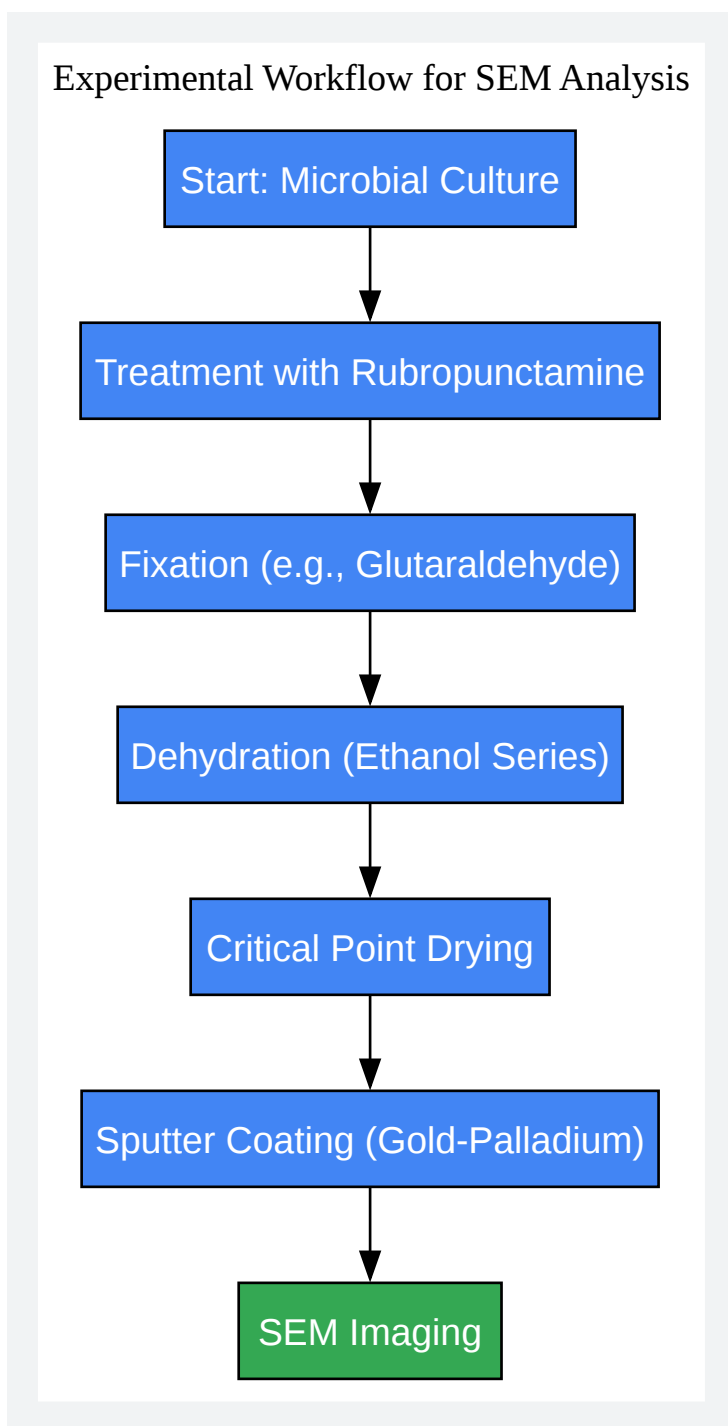 Experimental Workflow for SEM Analysis
Start: Microbial Culture
Treatment with Rubropunctamine
Fixation (e.g., Glutaraldehyde)
Dehydration (Ethanol Series)
Critical Point Drying
Sputter Coating (Gold-Palladium)
SEM Imaging